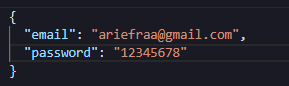 {
"email": "ariefraa@gmail.com",
"password": "12345678"
}